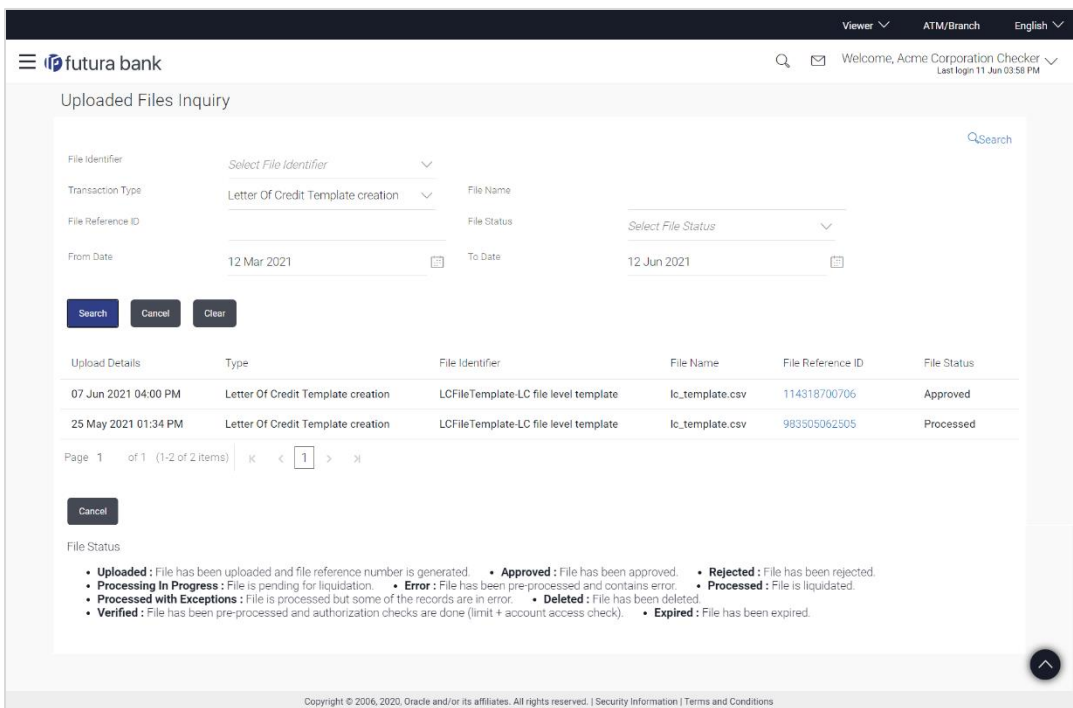 Viewer ATM/Branch English
futura bank
Welcome, Acme Corporation Checker
Last login 11 Jun 03:58 PM
Uploaded Files Inquiry
Search
File Identifier Select File Identifier
Transaction Type Letter Of Credit Template creation File Name
File Reference ID File Status Select File Status
From Date 12 Mar 2021 To Date 12 Jun 2021
Search Cancel Clear
Upload Details Type File Identifier File Name File Reference ID File Status
07 Jun 2021 04:00 PM Letter Of Credit Template creation LCFileTemplate-LC file level template lc_template.csv 114318700706 Approved
25 May 2021 01:34 PM Letter Of Credit Template creation LCFileTemplate-LC file level template lc_template.csv 983505062505 Processed
Page 1 of 1 (1-2 of 2 items) 1
Cancel
File Status
• Uploaded : File has been uploaded and file reference number is generated. • Approved : File has been approved. • Rejected : File has been rejected.
• Processing In Progress : File is pending for liquidation. • Error : File has been pre-processed and contains error. • Processed : File is liquidated.
• Processed with Exceptions : File is processed but some of the records are in error. • Deleted : File has been deleted.
• Verified : File has been pre-processed and authorization checks are done (limit + account access check). • Expired : File has been expired.
Copyright © 2006, 2020, Oracle and/or its affiliates. All rights reserved. | Security Information | Terms and Conditions